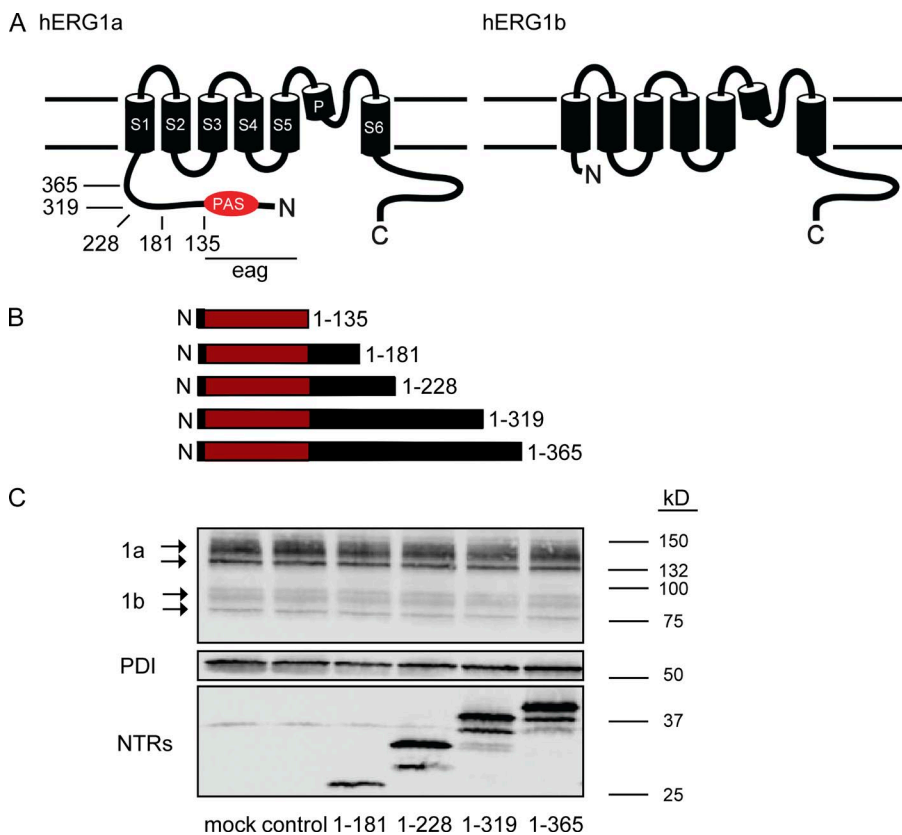 A hERG1a hERG1b
S1 S2 S3 S4 S5 P S6
N
365
319
PAS N
228 181 135
C C
eag
B
N 1-135
N 1-181
N 1-228
N 1-319
N 1-365
C kD
1a 150
132
100
1b
75
PDI
50
37
NTRs
25
mock control 1-181 1-228 1-319 1-365